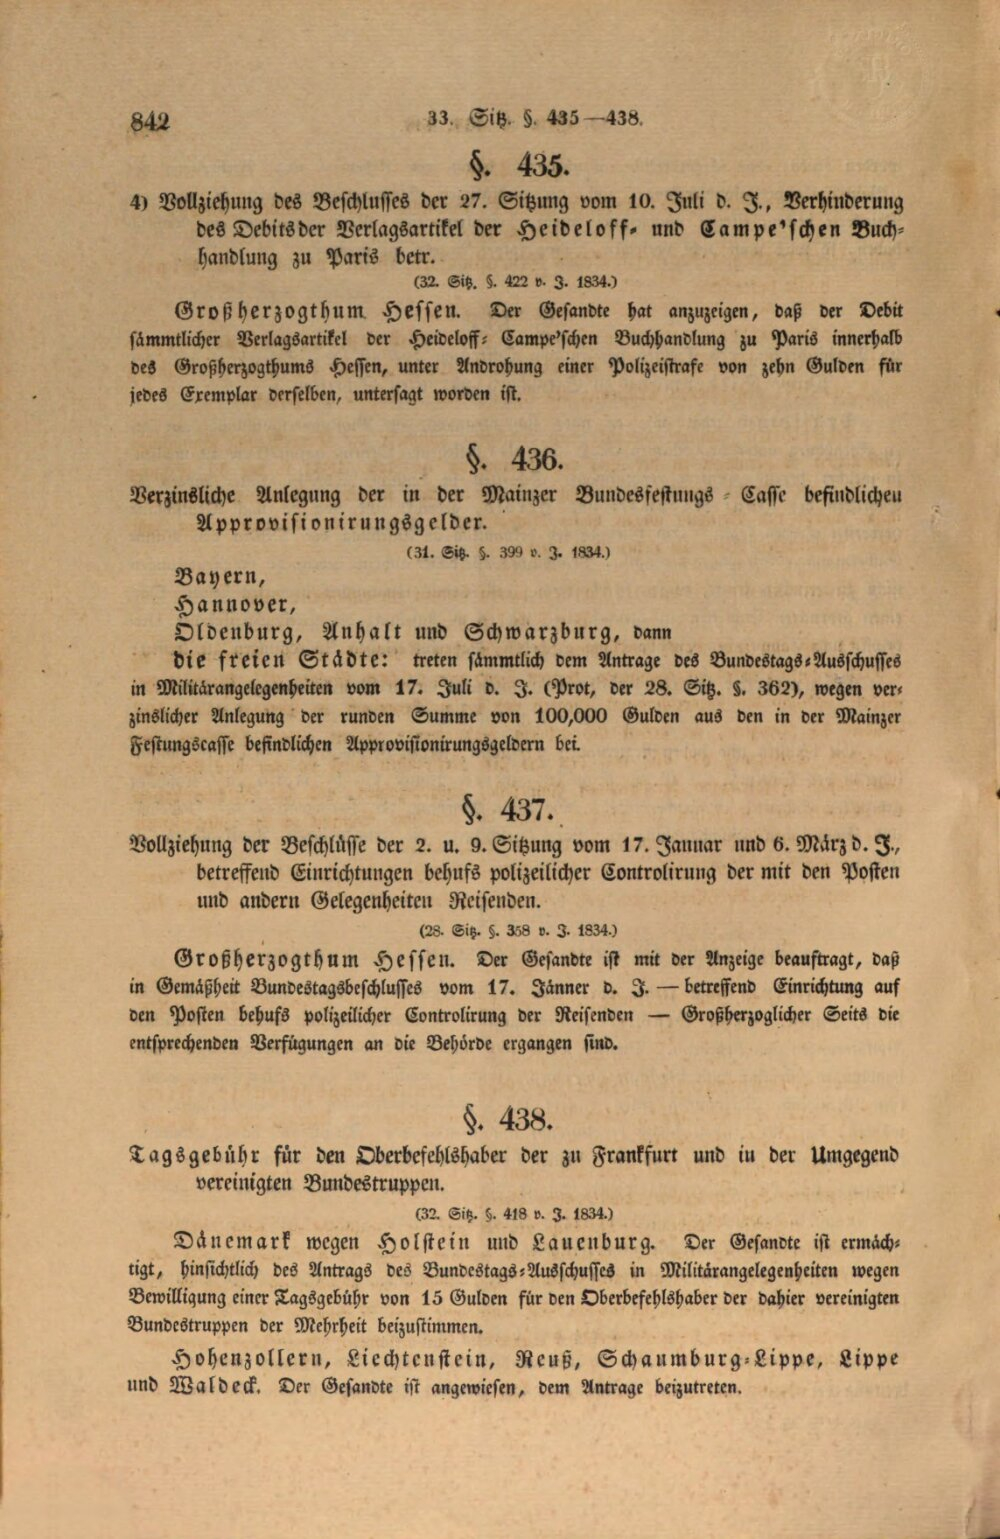 842
33. Sitz. §. 435—438.
§. 435.
4) Vollziehung des Beschlusses der 27. Sitzung vom 10. Juli d. J., Verhinderung
des Debits der Verlagsartikel der Heideloff- und Campe'schen Buch-
handlung zu Paris betr.
(32. Sitz. §. 422 v. J. 1834.)
Großherzogthum Hessen. Der Gesandte hat anzuzeigen, daß der Debit
sämmtlicher Verlagsartikel der Heideloff-Campe'schen Buchhandlung zu Paris innerhalb
des Großherzogthums Hessen, unter Androhung einer Polizeistrafe von zehn Gulden für
jedes Exemplar derselben, untersagt worden ist.
§. 436.
Verzinsliche Anlegung der in der Mainzer Bundesfestungs-Casse befindlichen
Approvisionirungsgelder.
(31. Sitz. §. 399 v. J. 1834.)
Bayern,
Hannover,
Oldenburg, Anhalt und Schwarzburg, dann
die freien Städte: treten sämmtlich dem Antrage des Bundestags-Ausschusses
in Militärangelegenheiten vom 17. Juli d. J. (Prot, der 28. Sitz. §. 362), wegen ver-
zinslicher Anlegung der runden Summe von 100,000 Gulden aus den in der Mainzer
Festungscasse befindlichen Approvisionirungsgeldern bei.
§. 437.
Vollziehung der Beschlüsse der 2. u. 9. Sitzung vom 17. Januar und 6. März d. J.,
betreffend Einrichtungen behufs polizeilicher Controlirung der mit den Posten
und andern Gelegenheiten Reisenden.
(28. Sitz. §. 358 v. J. 1834.)
Großherzogthum Hessen. Der Gesandte ist mit der Anzeige beauftragt, daß
in Gemäßheit Bundestagsbeschlusses vom 17. Jänner d. J. — betreffend Einrichtung auf
den Posten behufs polizeilicher Controlirung der Reisenden — Großherzoglicher Seits die
entsprechenden Verfügungen an die Behörde ergangen sind.
§. 438.
Tagsgebühr für den Oberbefehlshaber der zu Frankfurt und in der Umgegend
vereinigten Bundestruppen.
(32. Sitz. §. 418 v. J. 1834.)
Dänemark wegen Holstein und Lauenburg. Der Gesandte ist ermäch-
tigt, hinsichtlich des Antrags des Bundestags-Ausschusses in Militärangelegenheiten wegen
Bewilligung einer Tagsgebühr von 15 Gulden für den Oberbefehlshaber der dahier vereinigten
Bundestruppen der Mehrheit beizustimmen.
Hohenzollern, Liechtenstein, Reuß, Schaumburg-Lippe, Lippe
und Waldeck. Der Gesandte ist angewiesen, dem Antrage beizutreten.